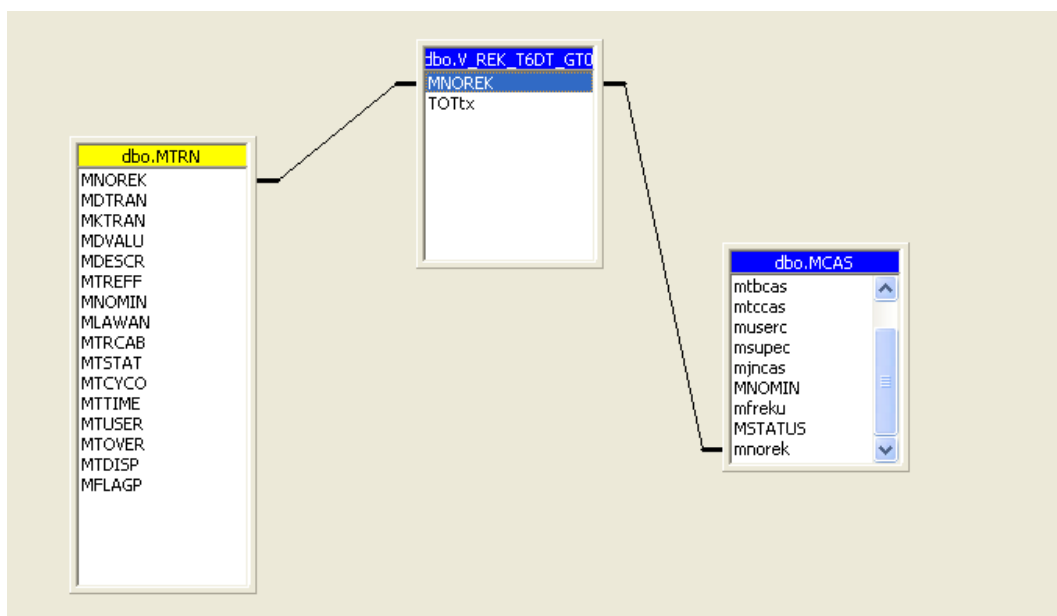 dbo.MTRN
MNOREK
MDTRAN
MKTRAN
MDVALU
MDESCR
MTREFF
MNOMIN
MLAWAN
MTRCAB
MTSTAT
MTCYCO
MTTIME
MTUSER
MTOVER
MTDISP
MFLAGP
dbo.V_REK_T6DT_GT0
MNOREK
TOTtx
dbo.MCAS
mtbcas
mtccas
muserc
msupec
mjncas
MNOMIN
mfreku
MSTATUS
mnorek